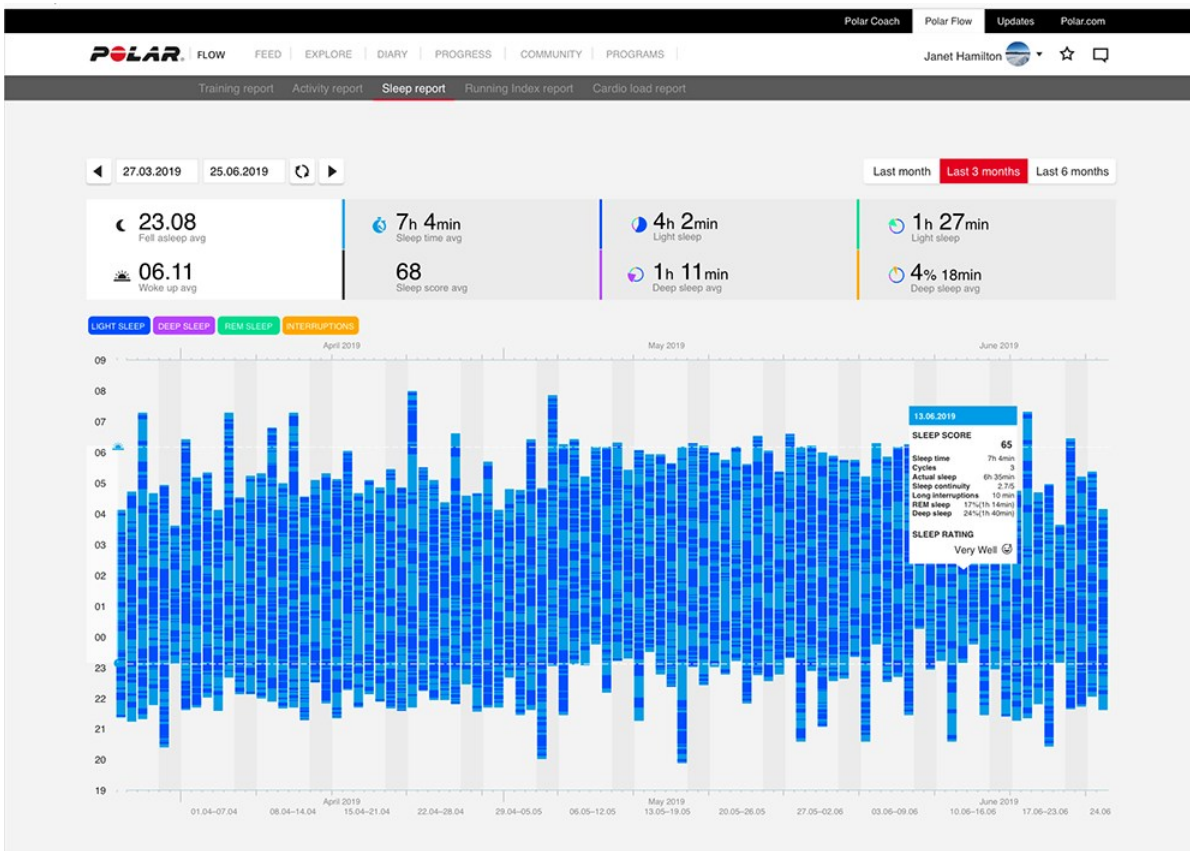 Polar Coach Polar Flow Updates Polar.com
POLAR. FLOW FEED EXPLORE DIARY PROGRESS COMMUNITY PROGRAMS Janet Hamilton
Training report Activity report Sleep report Running Index report Cardio load report
27.03.2019 25.06.2019 Last month Last 3 months Last 6 months
23.08 7h 4min 4h 2min 1h 27min
Fell asleep avg Sleep time avg Light sleep Light sleep
06.11 68 1h 11min 4% 18min
Woke up avg Sleep score avg Deep sleep avg Deep sleep avg
LIGHT SLEEP DEEP SLEEP REM SLEEP INTERRUPTIONS
April 2019 May 2019 June 2019
09
08
07
06
05
04
03
02
01
00
23
22
21
20
19
13.06.2019
SLEEP SCORE
65
Sleep time 7h 4min
Cycles 3
Actual sleep 6h 35min
Sleep continuity 2.7/5
Long interruptions 10 min
REM sleep 17%(1h 14min)
Deep sleep 24%(1h 40min)
SLEEP RATING
Very Well
April 2019 May 2019 June 2019
01.04–07.04 08.04–14.04 15.04–21.04 22.04–28.04 29.04–05.05 06.05–12.05 13.05–19.05 20.05–26.05 27.05–02.06 03.06–09.06 10.06–16.06 17.06–23.06 24.06